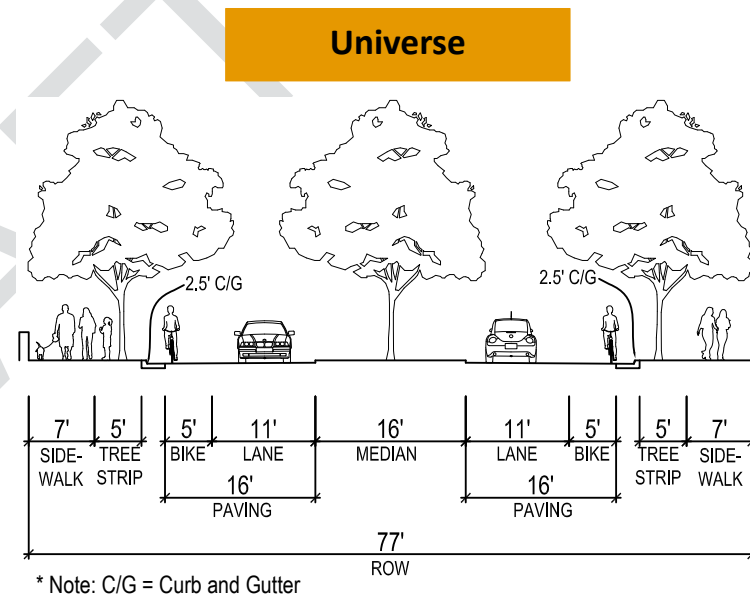 Universe
2.5' C/G
2.5' C/G
7' 5' 5' 11' 16' 11' 5' 5' 7'
SIDE- TREE BIKE LANE MEDIAN LANE BIKE TREE SIDE-
WALK STRIP STRIP WALK
16' 16'
PAVING PAVING
77'
ROW
* Note: C/G = Curb and Gutter